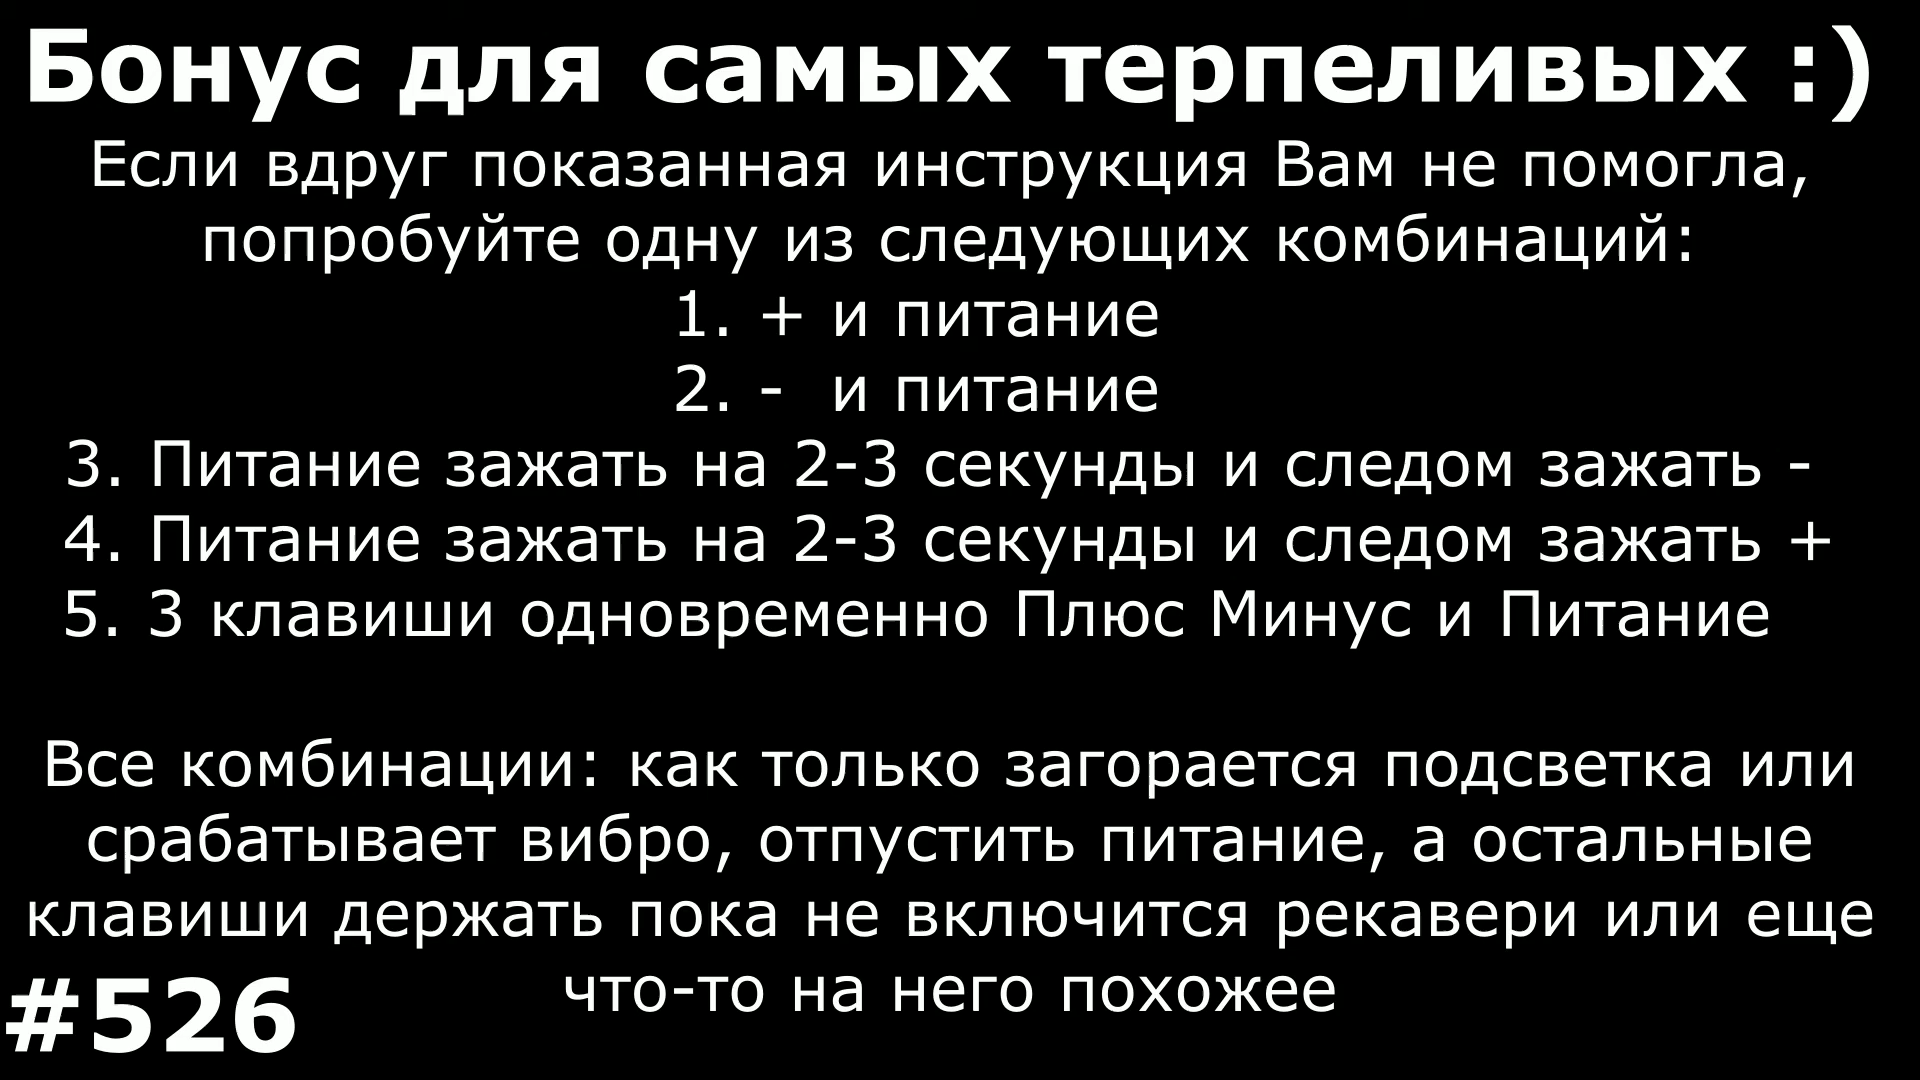 Бонус для самых терпеливых :)
Если вдруг показанная инструкция Вам не помогла,
попробуйте одну из следующих комбинаций:
1. + и питание
2. -  и питание
3. Питание зажать на 2-3 секунды и следом зажать -
4. Питание зажать на 2-3 секунды и следом зажать +
5. 3 клавиши одновременно Плюс Минус и Питание
Все комбинации: как только загорается подсветка или
срабатывает вибро, отпустить питание, а остальные
клавиши держать пока не включится рекавери или еще
что-то на него похожее
#526